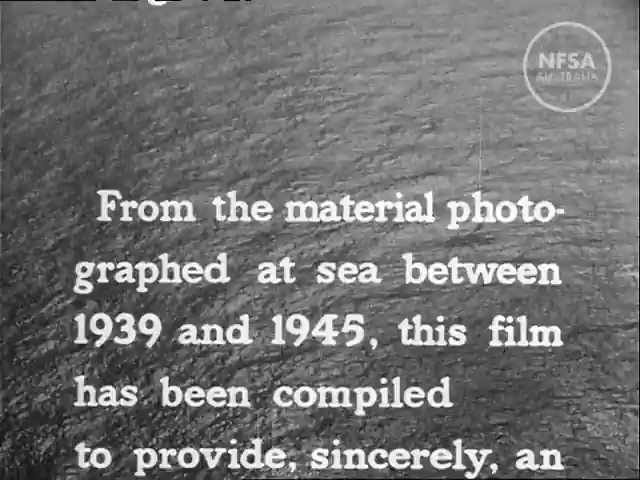 NFSA
AUSTRALIA
From the material photo-
graphed at sea between
1939 and 1945, this film
has been compiled
to provide, sincerely, an